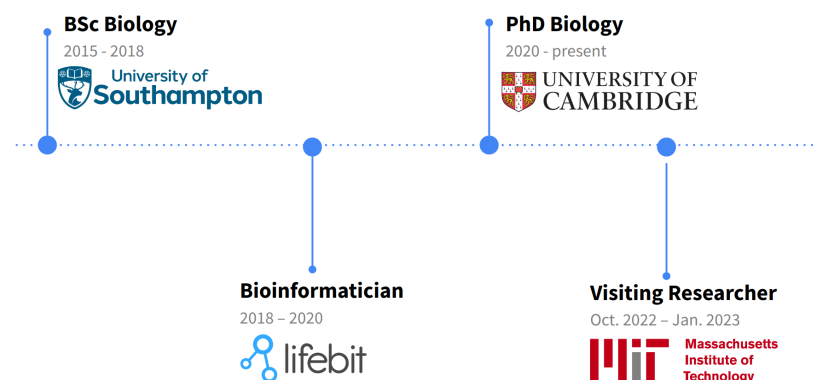 BSc Biology
2015 - 2018
University of
Southampton
PhD Biology
2020 - present
UNIVERSITY OF
CAMBRIDGE
Bioinformatician
2018 – 2020
lifebit
Visiting Researcher
Oct. 2022 – Jan. 2023
MIT
Massachusetts
Institute of
Technology